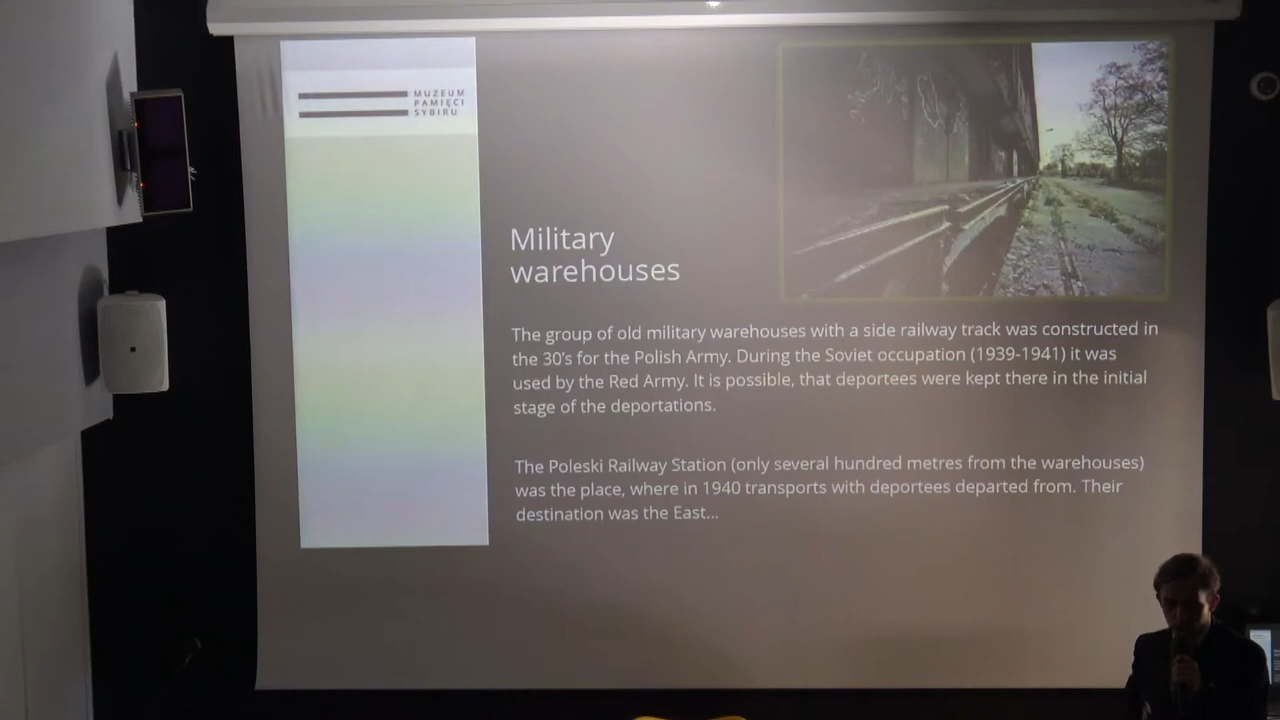 MUZEUM
PAMIĘCI
SYBIRU
Military
warehouses
The group of old military warehouses with a side railway track was constructed in
the 30's for the Polish Army. During the Soviet occupation (1939-1941) it was
used by the Red Army. It is possible, that deportees were kept there in the initial
stage of the deportations.
The Poleski Railway Station (only several hundred metres from the warehouses)
was the place, where in 1940 transports with deportees departed from. Their
destination was the East...